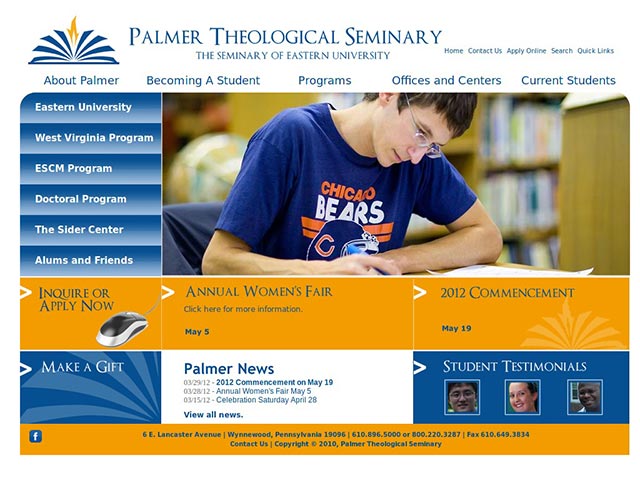 PALMER THEOLOGICAL SEMINARY
THE SEMINARY OF EASTERN UNIVERSITY
Home Contact Us Apply Online Search Quick Links
About Palmer Becoming A Student Programs Offices and Centers Current Students
Eastern University
West Virginia Program
ESCM Program
Doctoral Program
The Sider Center
Alums and Friends
CHICAGO
BEARS
INQUIRE OR
APPLY NOW
ANNUAL WOMEN'S FAIR
Click here for more information.
May 5
2012 COMMENCEMENT
May 19
MAKE A GIFT
Palmer News
03/29/12 - 2012 Commencement on May 19
03/28/12 - Annual Women's Fair May 5
03/15/12 - Celebration Saturday April 28
View all news.
STUDENT TESTIMONIALS
f
6 E. Lancaster Avenue | Wynnewood, Pennsylvania 19096 | 610.896.5000 or 800.220.3287 | Fax 610.649.3834
Contact Us | Copyright © 2010, Palmer Theological Seminary